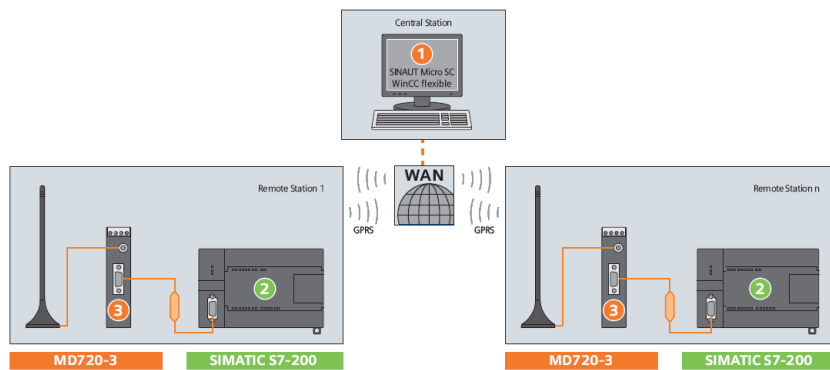 Central Station
1
SINAUT Micro SC
WinCC flexible
WAN
GPRS
GPRS
Remote Station 1
3
2
MD720-3
SIMATIC S7-200
Remote Station n
3
2
MD720-3
SIMATIC S7-200